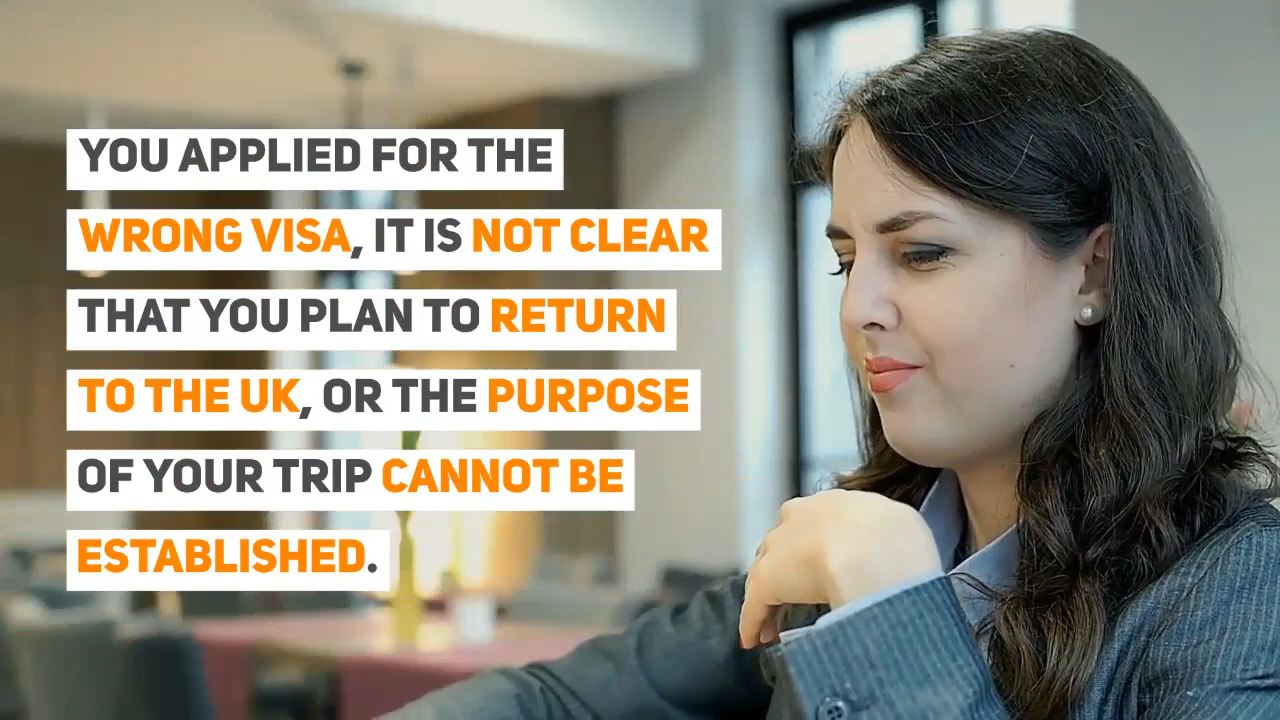 YOU APPLIED FOR THE
WRONG VISA, IT IS NOT CLEAR
THAT YOU PLAN TO RETURN
TO THE UK, OR THE PURPOSE
OF YOUR TRIP CANNOT BE
ESTABLISHED.